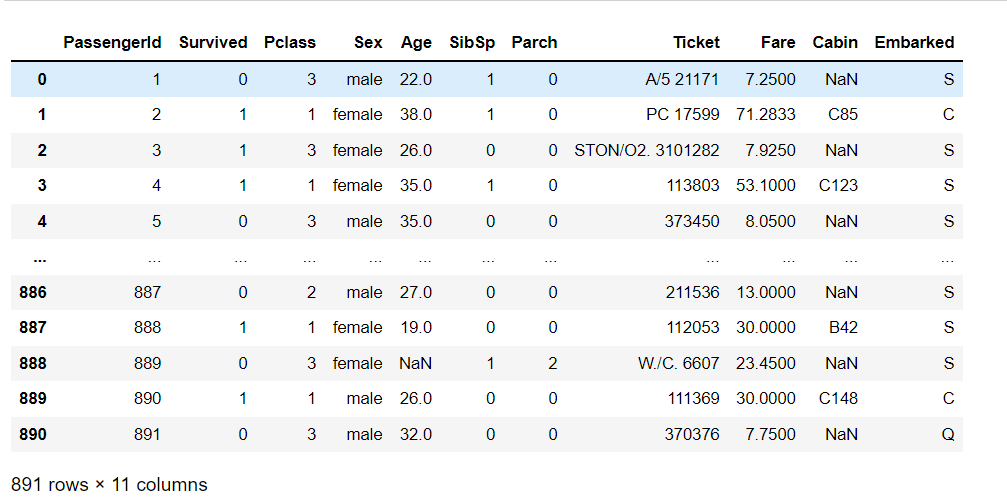 PassengerId Survived Pclass Sex Age SibSp Parch Ticket Fare Cabin Embarked
0 1 0 3 male 22.0 1 0 A/5 21171 7.2500 NaN S
1 2 1 1 female 38.0 1 0 PC 17599 71.2833 C85 C
2 3 1 3 female 26.0 0 0 STON/O2. 3101282 7.9250 NaN S
3 4 1 1 female 35.0 1 0 113803 53.1000 C123 S
4 5 0 3 male 35.0 0 0 373450 8.0500 NaN S
... ... ... ... ... ... ... ... ... ... ... ...
886 887 0 2 male 27.0 0 0 211536 13.0000 NaN S
887 888 1 1 female 19.0 0 0 112053 30.0000 B42 S
888 889 0 3 female NaN 1 2 W./C. 6607 23.4500 NaN S
889 890 1 1 male 26.0 0 0 111369 30.0000 C148 C
890 891 0 3 male 32.0 0 0 370376 7.7500 NaN Q
891 rows × 11 columns